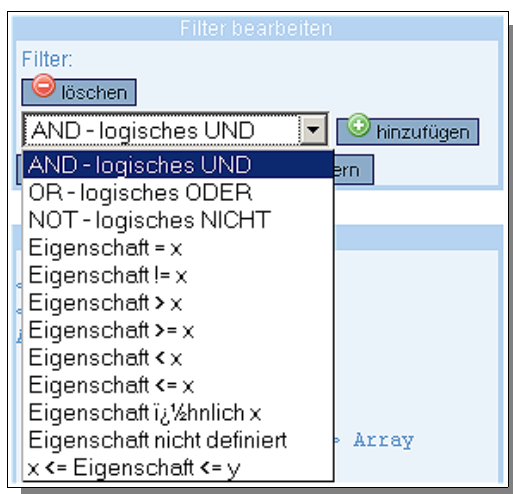 Filter bearbeiten
Filter:
löschen
AND - logisches UND
hinzufügen
AND - logisches UND
ern
OR - logisches ODER
NOT - logisches NICHT
Eigenschaft = x
Eigenschaft != x
Eigenschaft > x
Eigenschaft >= x
Eigenschaft < x
Eigenschaft <= x
Eigenschaft ï¿½hnlich x
Eigenschaft nicht definiert
> Array
x <= Eigenschaft <= y